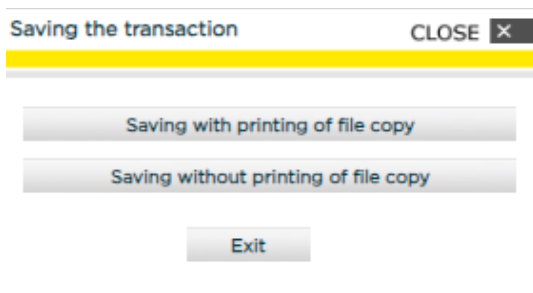 Saving the transaction CLOSE X
Saving with printing of file copy
Saving without printing of file copy
Exit